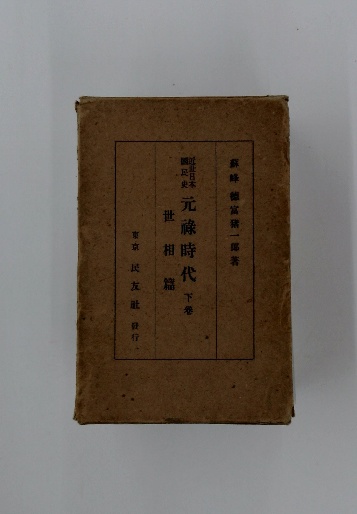 蘇峰 德富猪一郎著
近世日本
國民史
元祿時代 下卷
世相篇
東京 民友社 發行